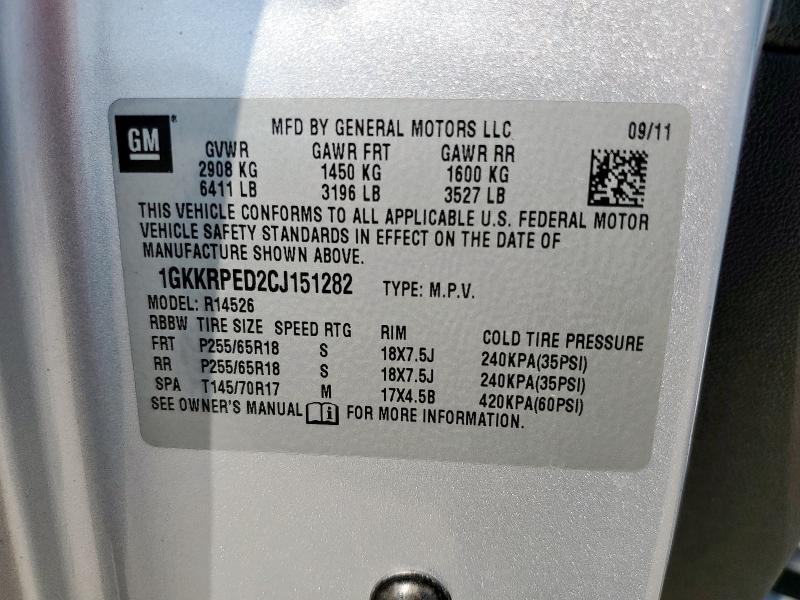 GM
MFD BY GENERAL MOTORS LLC 09/11
GVWR GAWR FRT GAWR RR
2908 KG 1450 KG 1600 KG
6411 LB 3196 LB 3527 LB
THIS VEHICLE CONFORMS TO ALL APPLICABLE U.S. FEDERAL MOTOR
VEHICLE SAFETY STANDARDS IN EFFECT ON THE DATE OF
MANUFACTURE SHOWN ABOVE.
1GKKRPED2CJ151282 TYPE: M.P.V.
MODEL: R14526
RBBW TIRE SIZE SPEED RTG RIM COLD TIRE PRESSURE
FRT P255/65R18 S 18X7.5J 240KPA(35PSI)
RR P255/65R18 S 18X7.5J 240KPA(35PSI)
SPA T145/70R17 M 17X4.5B 420KPA(60PSI)
SEE OWNER'S MANUAL FOR MORE INFORMATION.